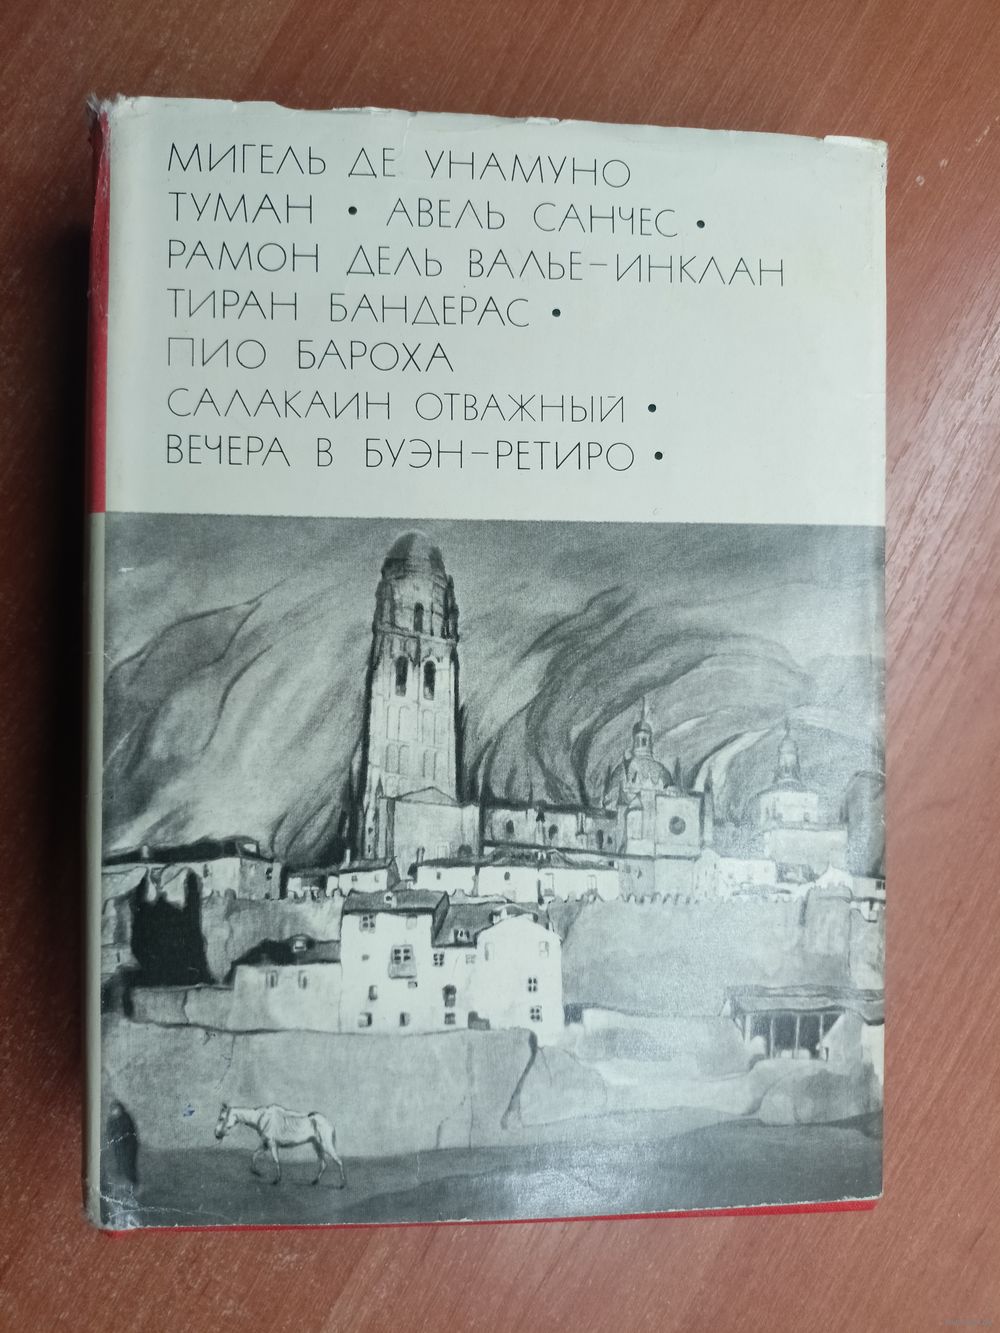 МИГЕЛЬ ДЕ УНАМУНО
ТУМАН • АВЕЛЬ САНЧЕС •
РАМОН ДЕЛЬ ВАЛЬЕ-ИНКЛАН
ТИРАН БАНДЕРАС •
ПИО БАРОХА
САЛАКАИН ОТВАЖНЫЙ •
ВЕЧЕРА В БУЭН-РЕТИРО •